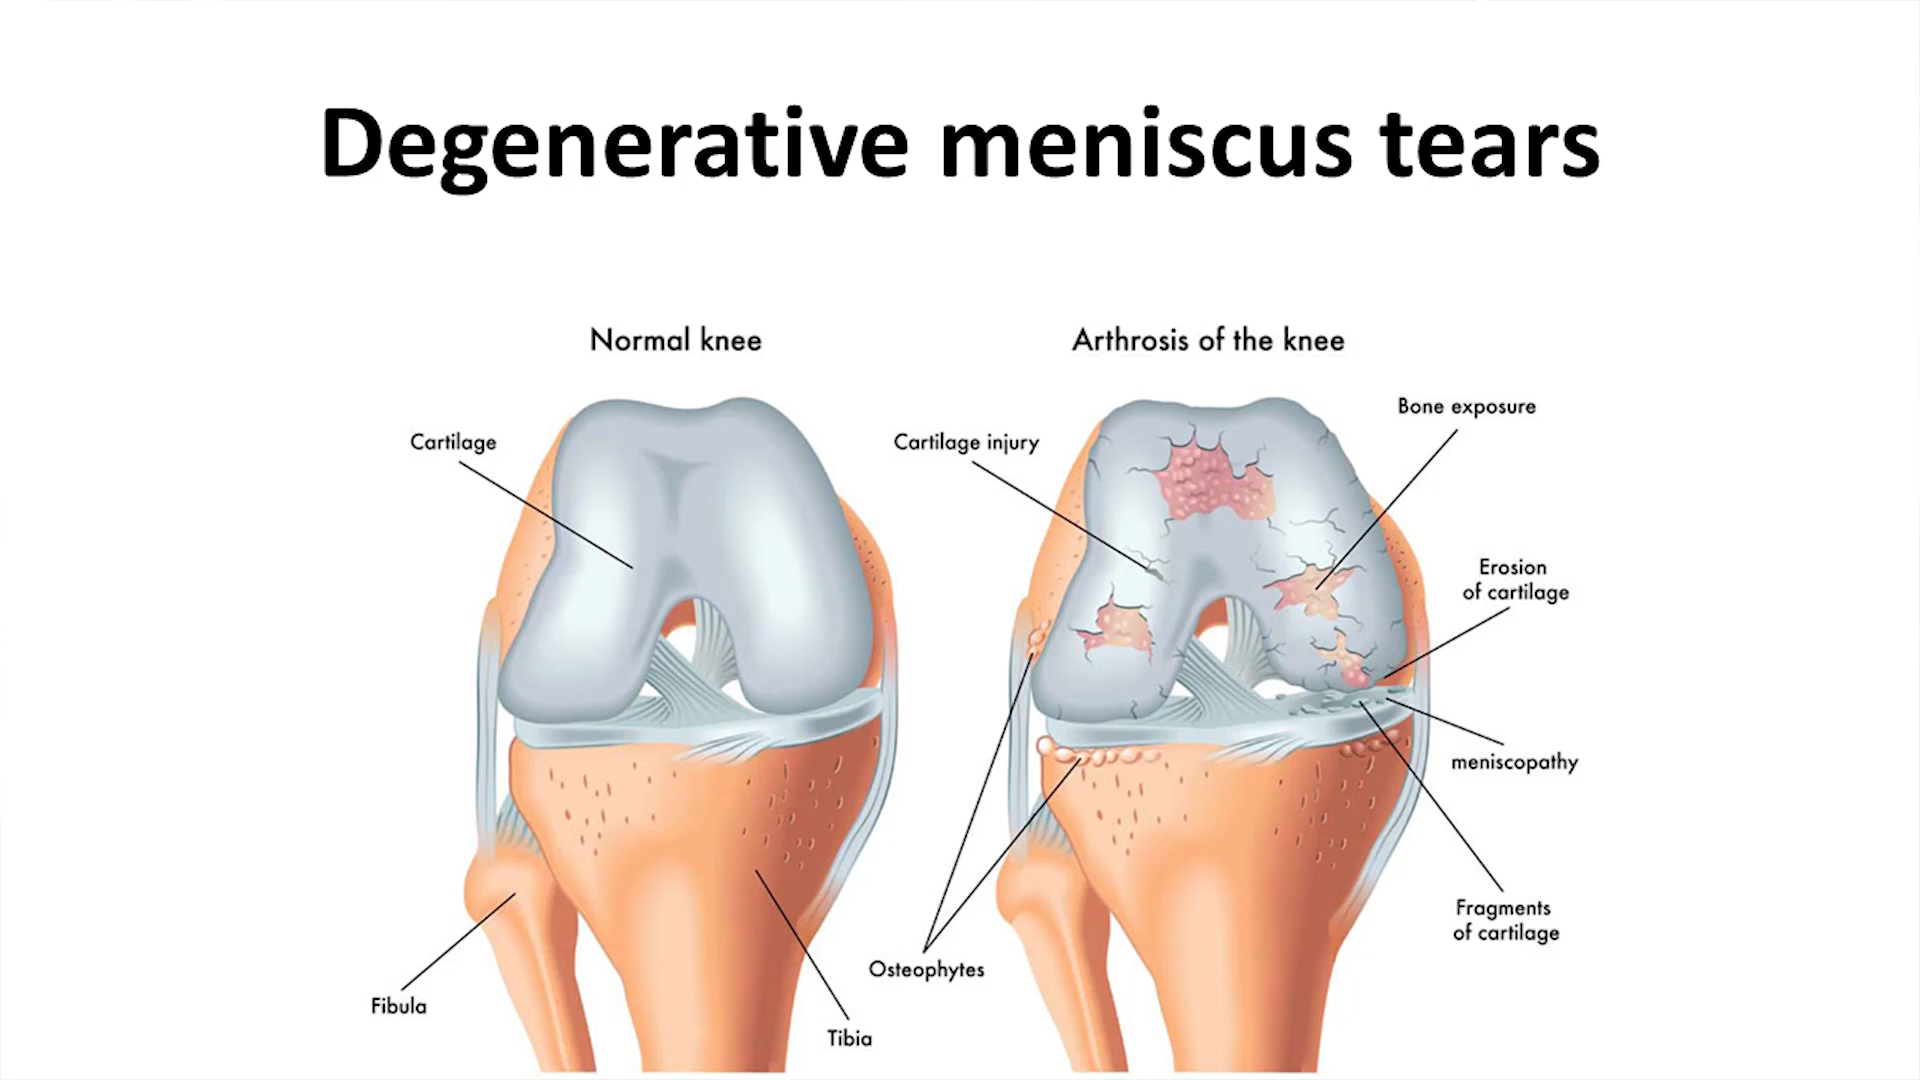 Degenerative meniscus tears
Normal knee
Arthrosis of the knee
Bone exposure
Cartilage
Cartilage injury
Erosion
of cartilage
meniscopathy
Fragments
of cartilage
Osteophytes
Fibula
Tibia